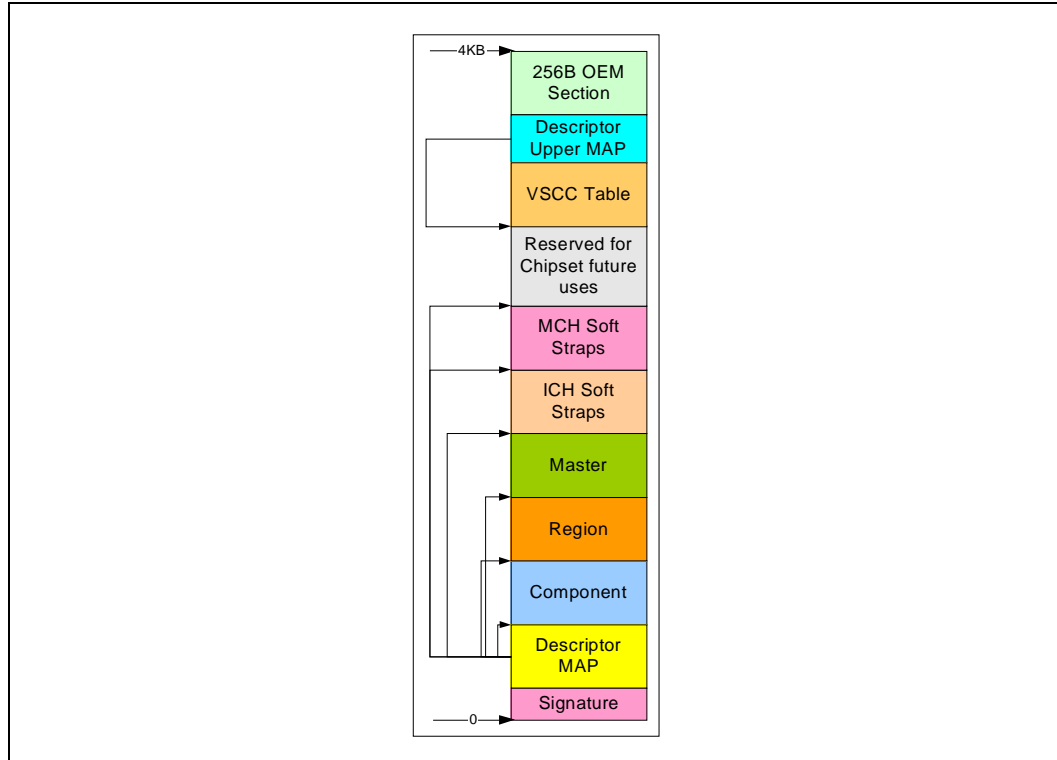 4KB
256B OEM
Section
Descriptor
Upper MAP
VSCC Table
Reserved for
Chipset future
uses
MCH Soft
Straps
ICH Soft
Straps
Master
Region
Component
Descriptor
MAP
Signature
0